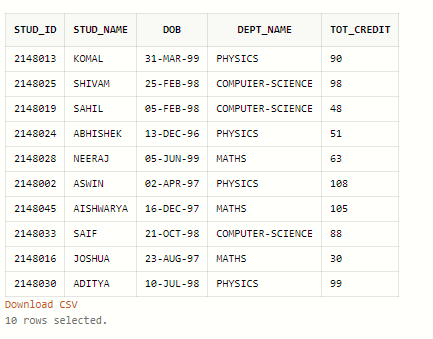 STUD_ID STUD_NAME DOB DEPT_NAME TOT_CREDIT
2148013 KOMAL 31-MAR-99 PHYSICS 90
2148025 SHIVAM 25-FEB-98 COMPUIER-SCIENCE 98
2148019 SAHIL 05-FEB-98 COMPUTER-SCIENCE 48
2148024 ABHISHEK 13-DEC-96 PHYSICS 51
2148028 NEERAJ 05-JUN-99 MATHS 63
2148002 ASWIN 02-APR-97 PHYSICS 108
2148045 AISHWARYA 16-DEC-97 MATHS 105
2148033 SAIF 21-OCT-98 COMPUTER-SCIENCE 88
2148016 JOSHUA 23-AUG-97 MATHS 30
2148030 ADITYA 10-JUL-98 PHYSICS 99
Download CSV
10 rows selected.